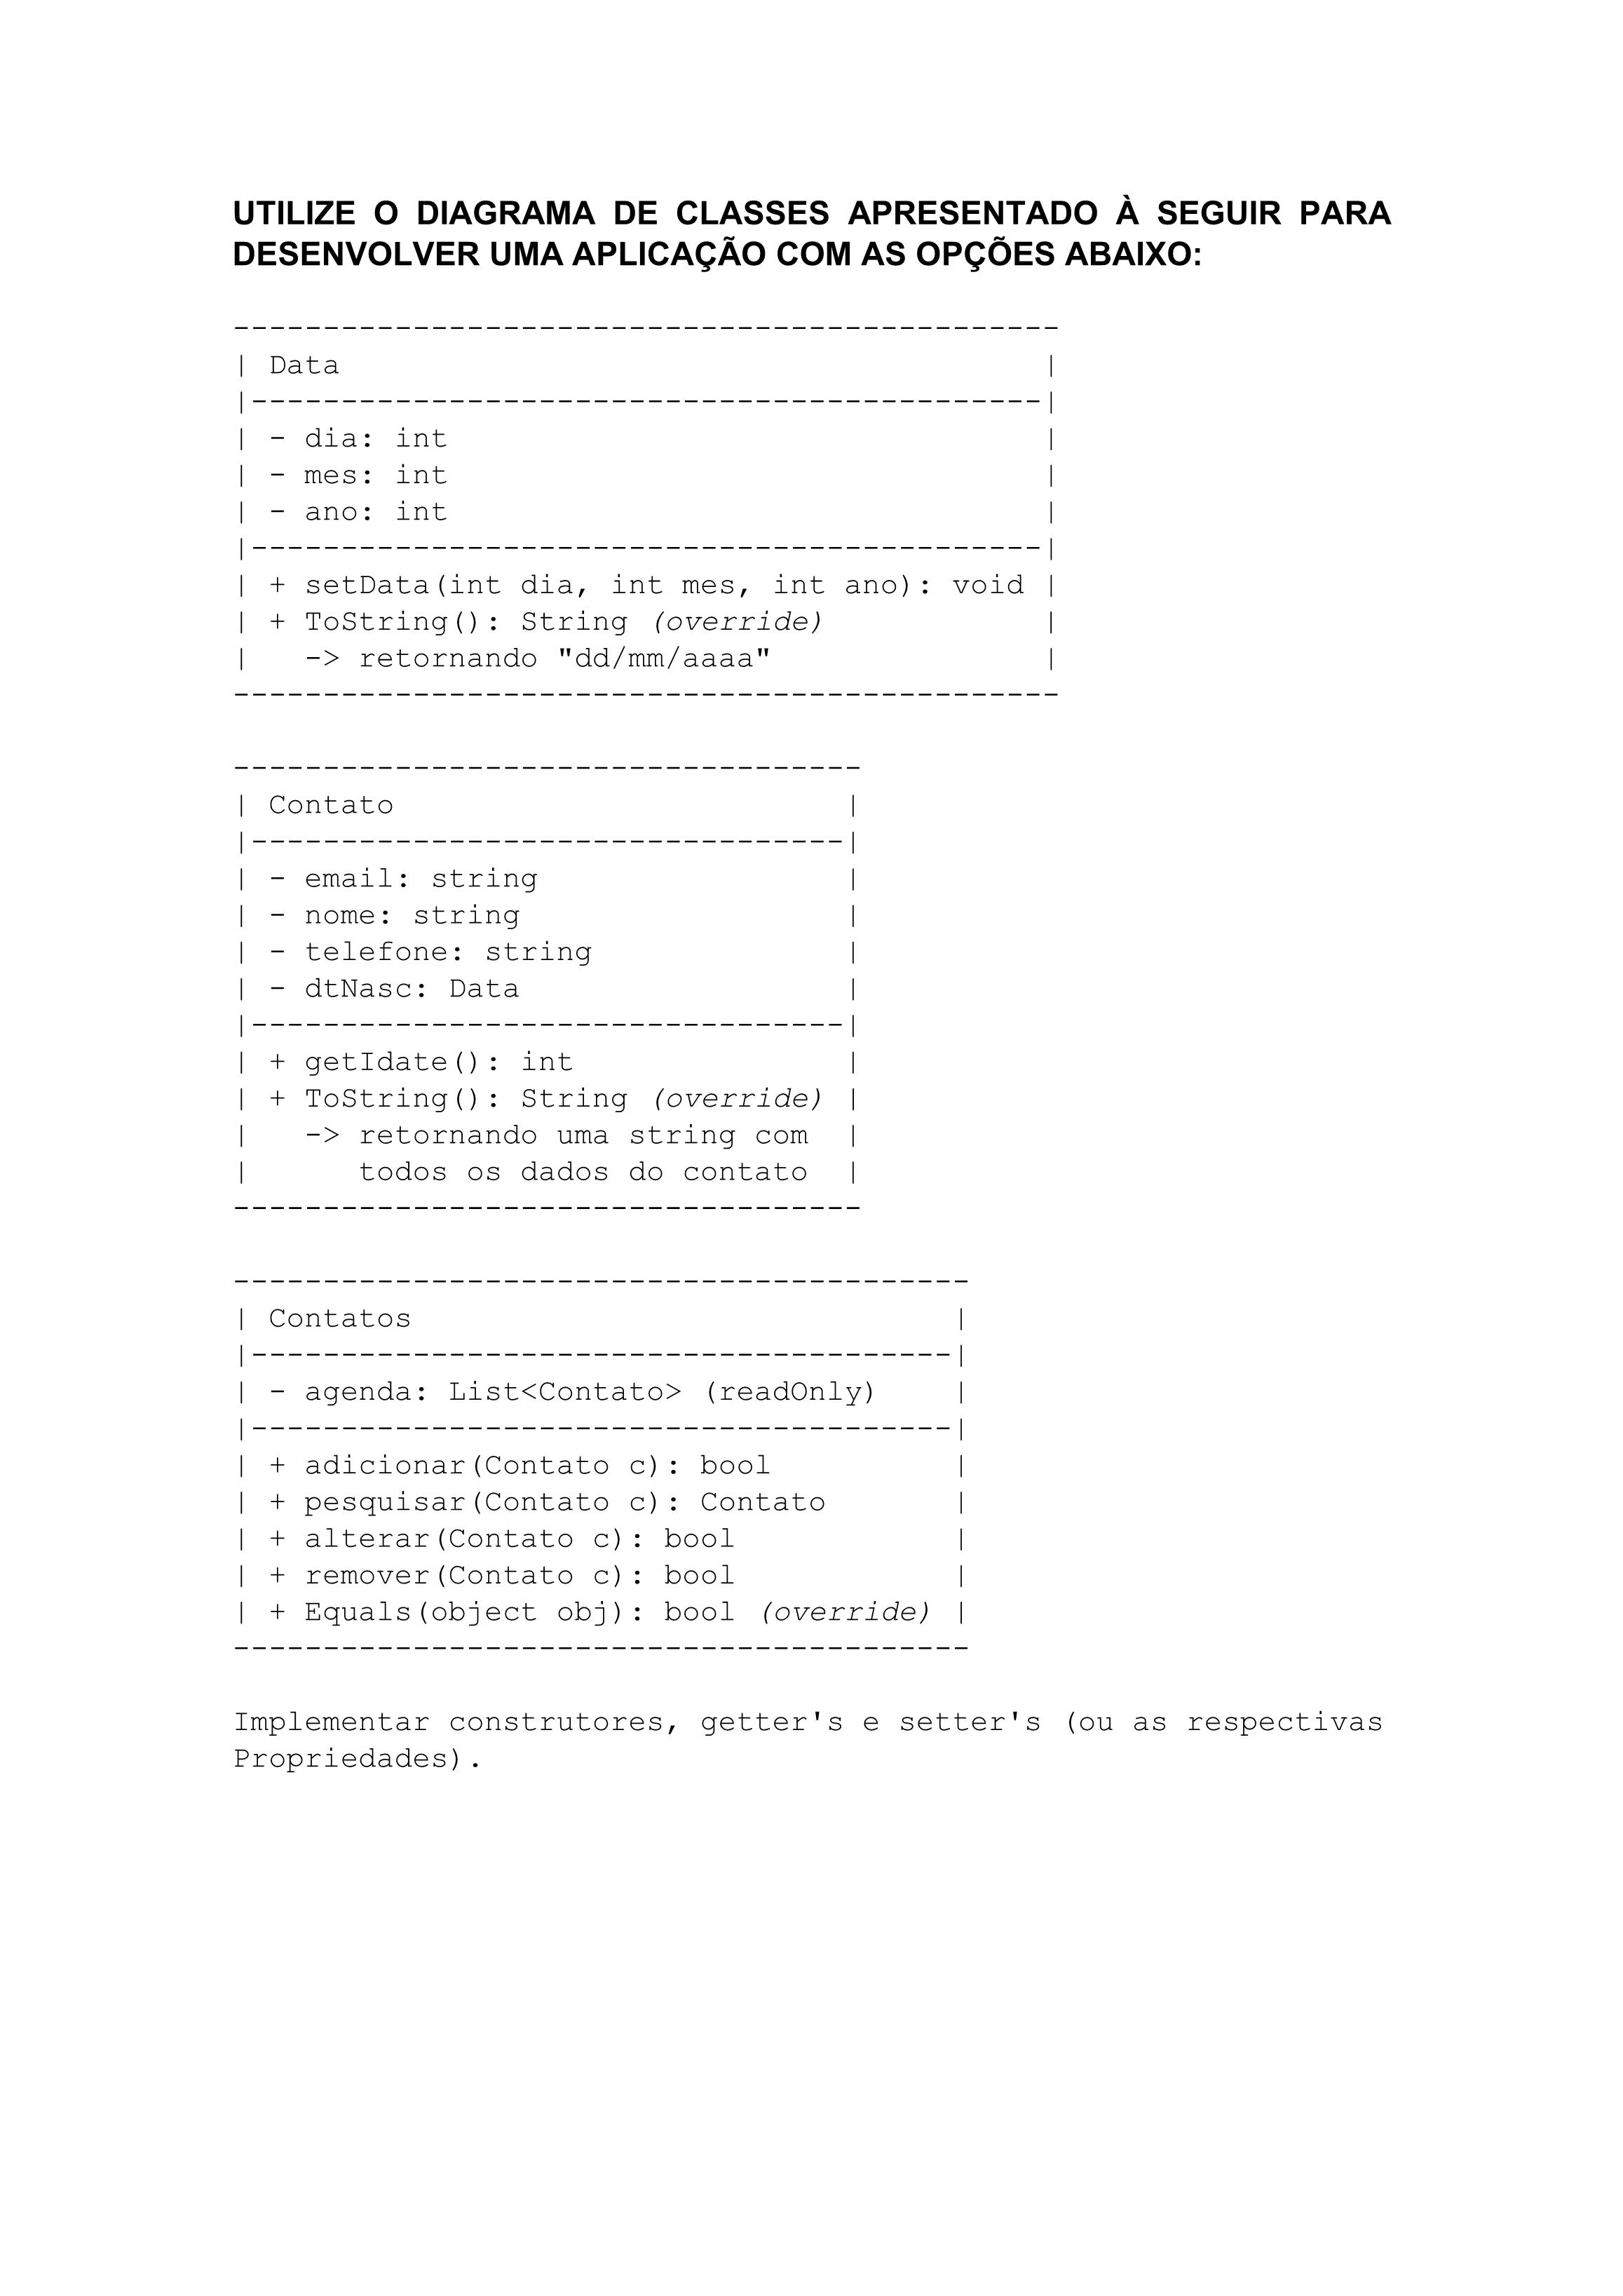 UTILIZE O DIAGRAMA DE CLASSES APRESENTADO À SEGUIR PARA
DESENVOLVER UMA APLICAÇÃO COM AS OPÇÕES ABAIXO:
----------------------------------------------
| Data                                       |
|--------------------------------------------|
| - dia: int                                 |
| - mes: int                                 |
| - ano: int                                 |
|--------------------------------------------|
| + setData(int dia, int mes, int ano): void |
| + ToString(): String (override)            |
|   -> retornando "dd/mm/aaaa"               |
----------------------------------------------
-----------------------------------
| Contato                         |
|---------------------------------|
| - email: string                 |
| - nome: string                  |
| - telefone: string              |
| - dtNasc: Data                  |
|---------------------------------|
| + getIdate(): int               |
| + ToString(): String (override) |
|   -> retornando uma string com  |
|      todos os dados do contato  |
-----------------------------------
-----------------------------------------
| Contatos                              |
|---------------------------------------|
| - agenda: List<Contato> (readOnly)    |
|---------------------------------------|
| + adicionar(Contato c): bool          |
| + pesquisar(Contato c): Contato       |
| + alterar(Contato c): bool            |
| + remover(Contato c): bool            |
| + Equals(object obj): bool (override) |
-----------------------------------------
Implementar construtores, getter's e setter's (ou as respectivas
Propriedades).